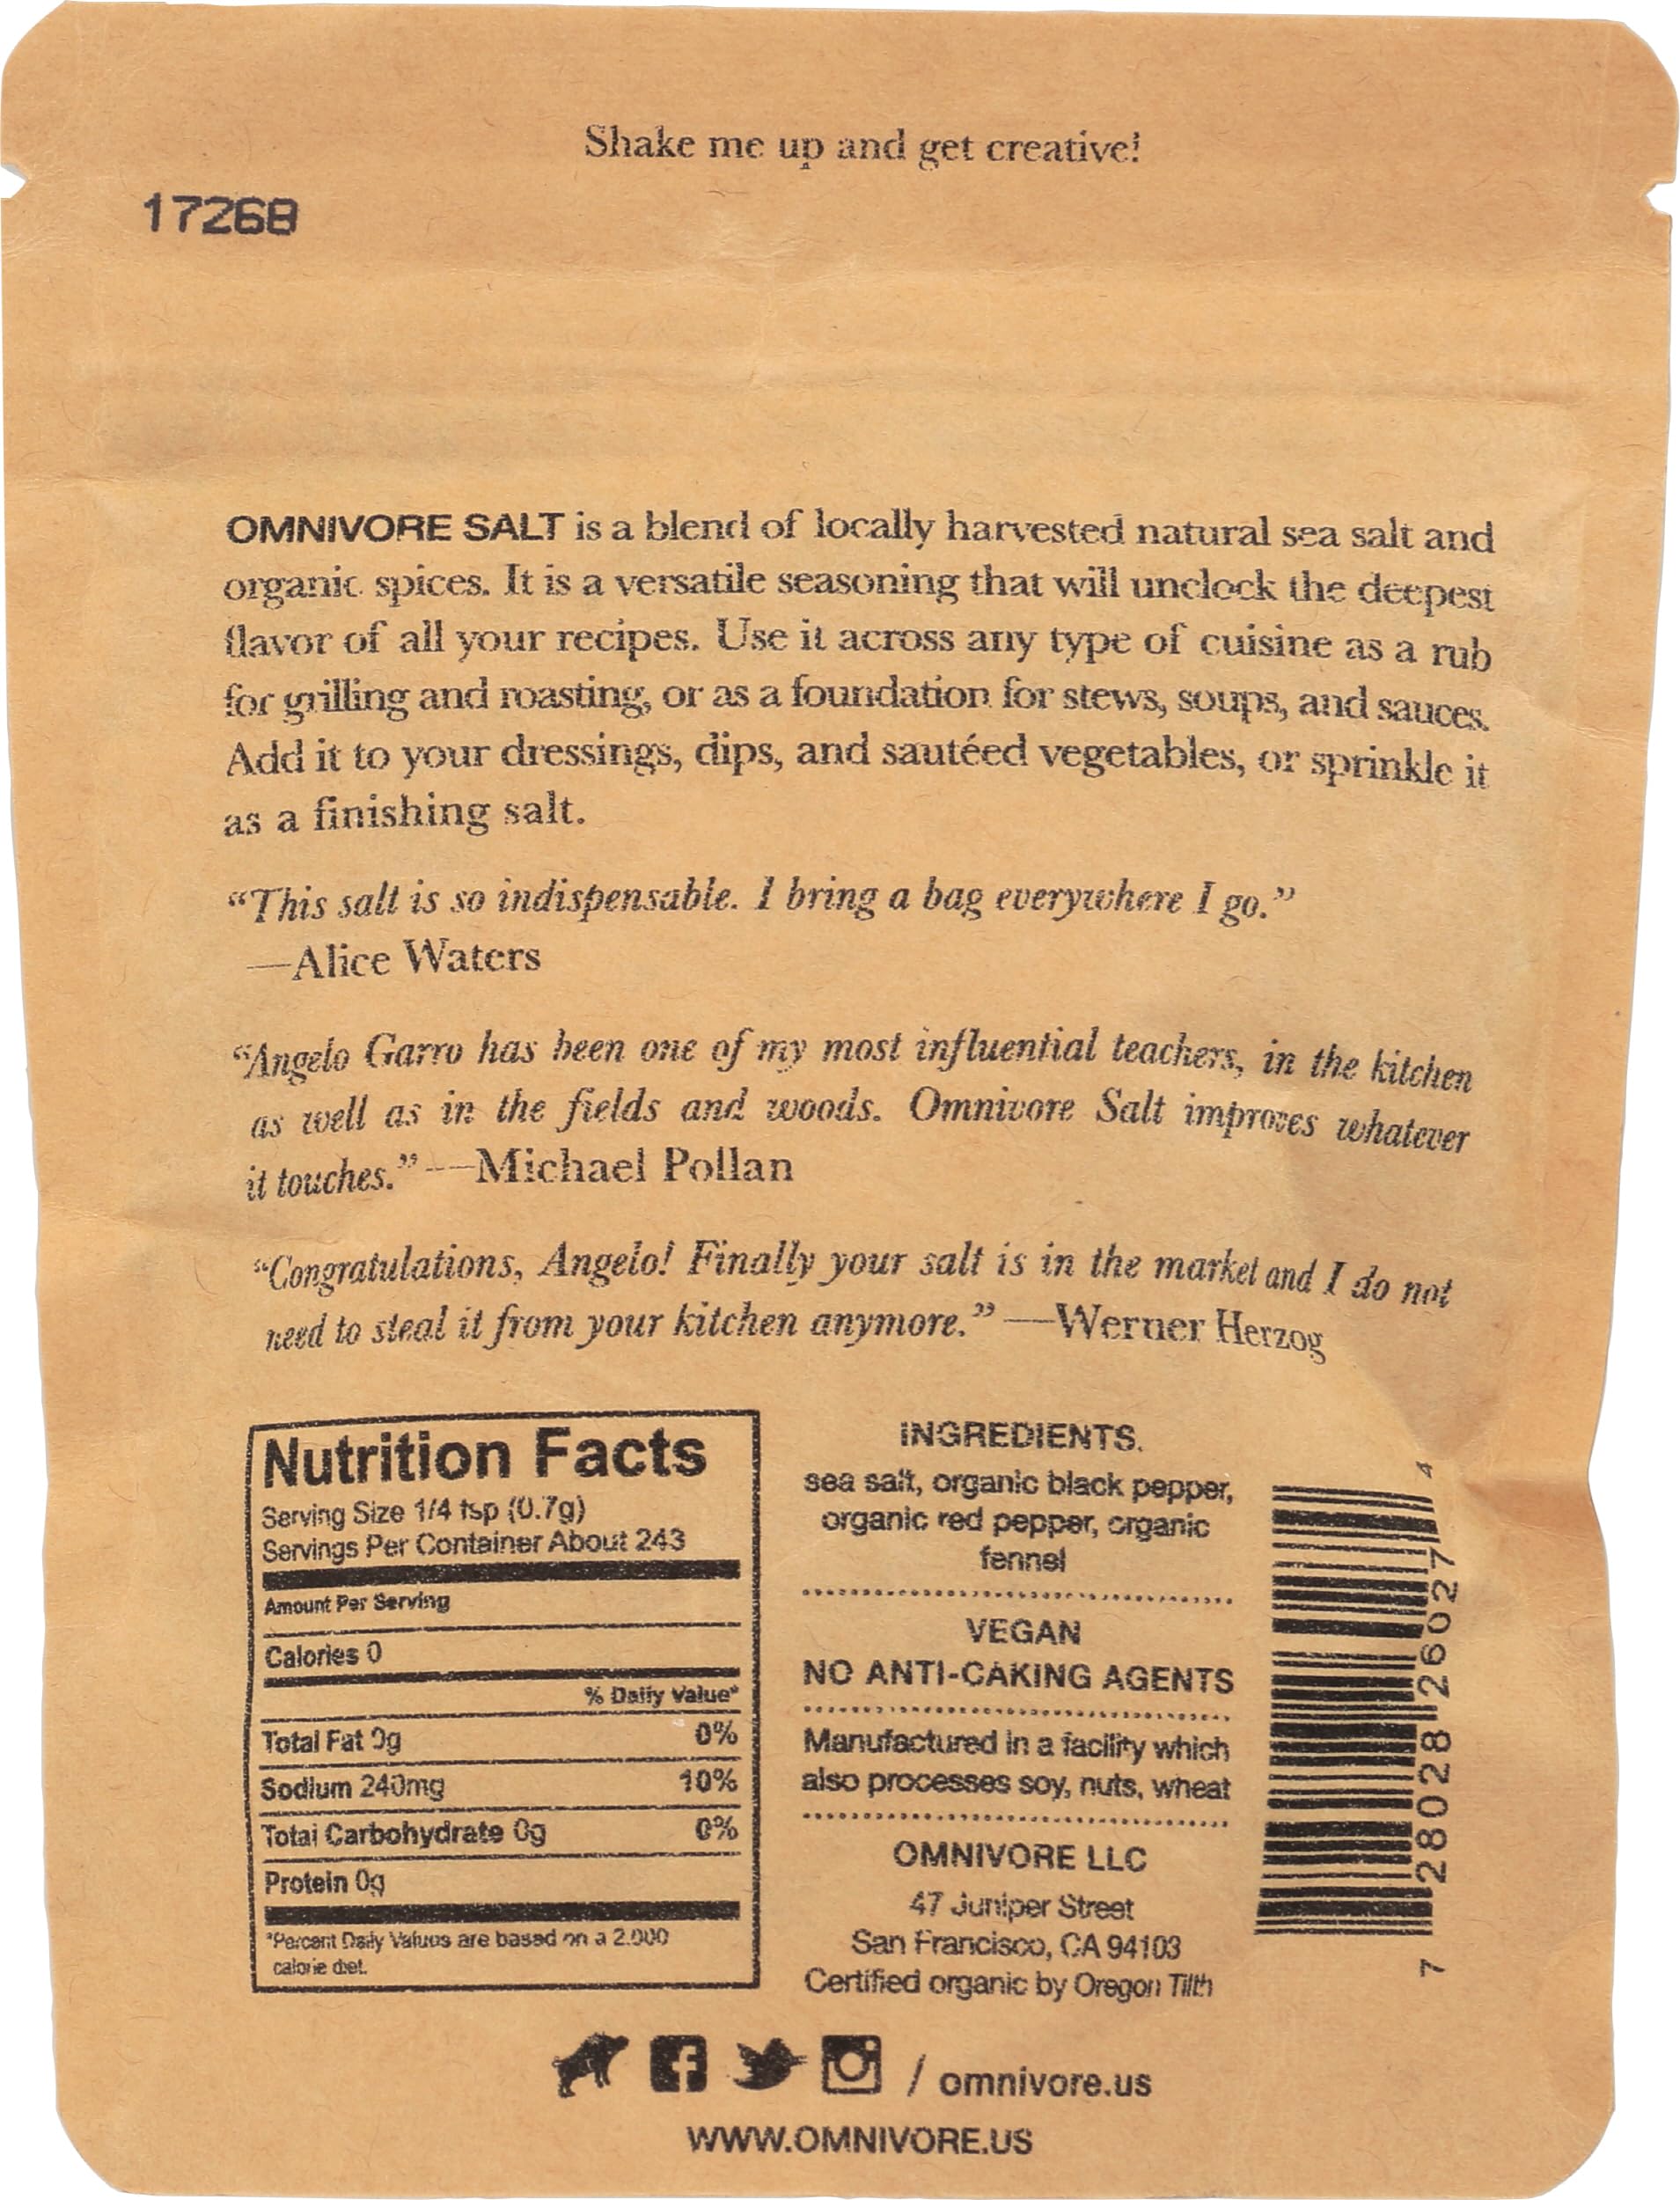 Shake me up and get creative!
17268
OMNIVORE SALT is a blend of locally harvested natural sea salt and
organic spices. It is a versatile seasoning that will unclock the deepest
flavor of all your recipes. Use it across any type of cuisine as a rub
for grilling and roasting, or as a foundation for stews, soups, and sauces.
Add it to your dressings, dips, and sautéed vegetables, or sprinkle it
as a finishing salt.
“This salt is so indispensable. I bring a bag everywhere I go.”
—Alice Waters
“Angelo Garro has been one of my most influential teachers, in the kitchen
as well as in the fields and woods. Omnivore Salt improves whatever
it touches.” —Michael Pollan
“Congratulations, Angelo! Finally your salt is in the market and I do not
need to steal it from your kitchen anymore.” —Werner Herzog
Nutrition Facts
Serving Size 1/4 tsp (0.7g)
Servings Per Container About 243
Amount Per Serving
Calories 0
% Daily Value*
Total Fat 0g 0%
Sodium 240mg 10%
Total Carbohydrate 0g 0%
Protein 0g
*Percent Daily Values are based on a 2,000
calorie diet.
INGREDIENTS.
sea salt, organic black pepper,
organic red pepper, organic
fennel
VEGAN
NO ANTI-CAKING AGENTS
Manufactured in a facility which
also processes soy, nuts, wheat
OMNIVORE LLC
47 Juniper Street
San Francisco, CA 94103
Certified organic by Oregon Tilth
7 28028 26027 4
/ omnivore.us
WWW.OMNIVORE.US